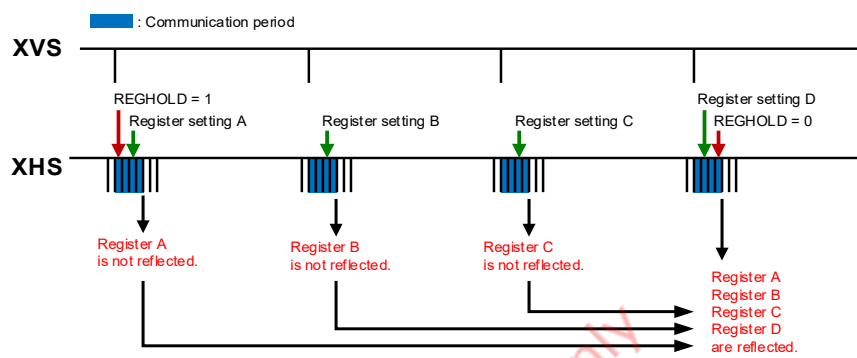 : Communication period
XVS
REGHOLD = 1
Register setting A
Register setting B
Register setting C
Register setting D
REGHOLD = 0
XHS
Register A
is not reflected.
Register B
is not reflected.
Register C
is not reflected.
Register A
Register B
Register C
Register D
are reflected.
nly